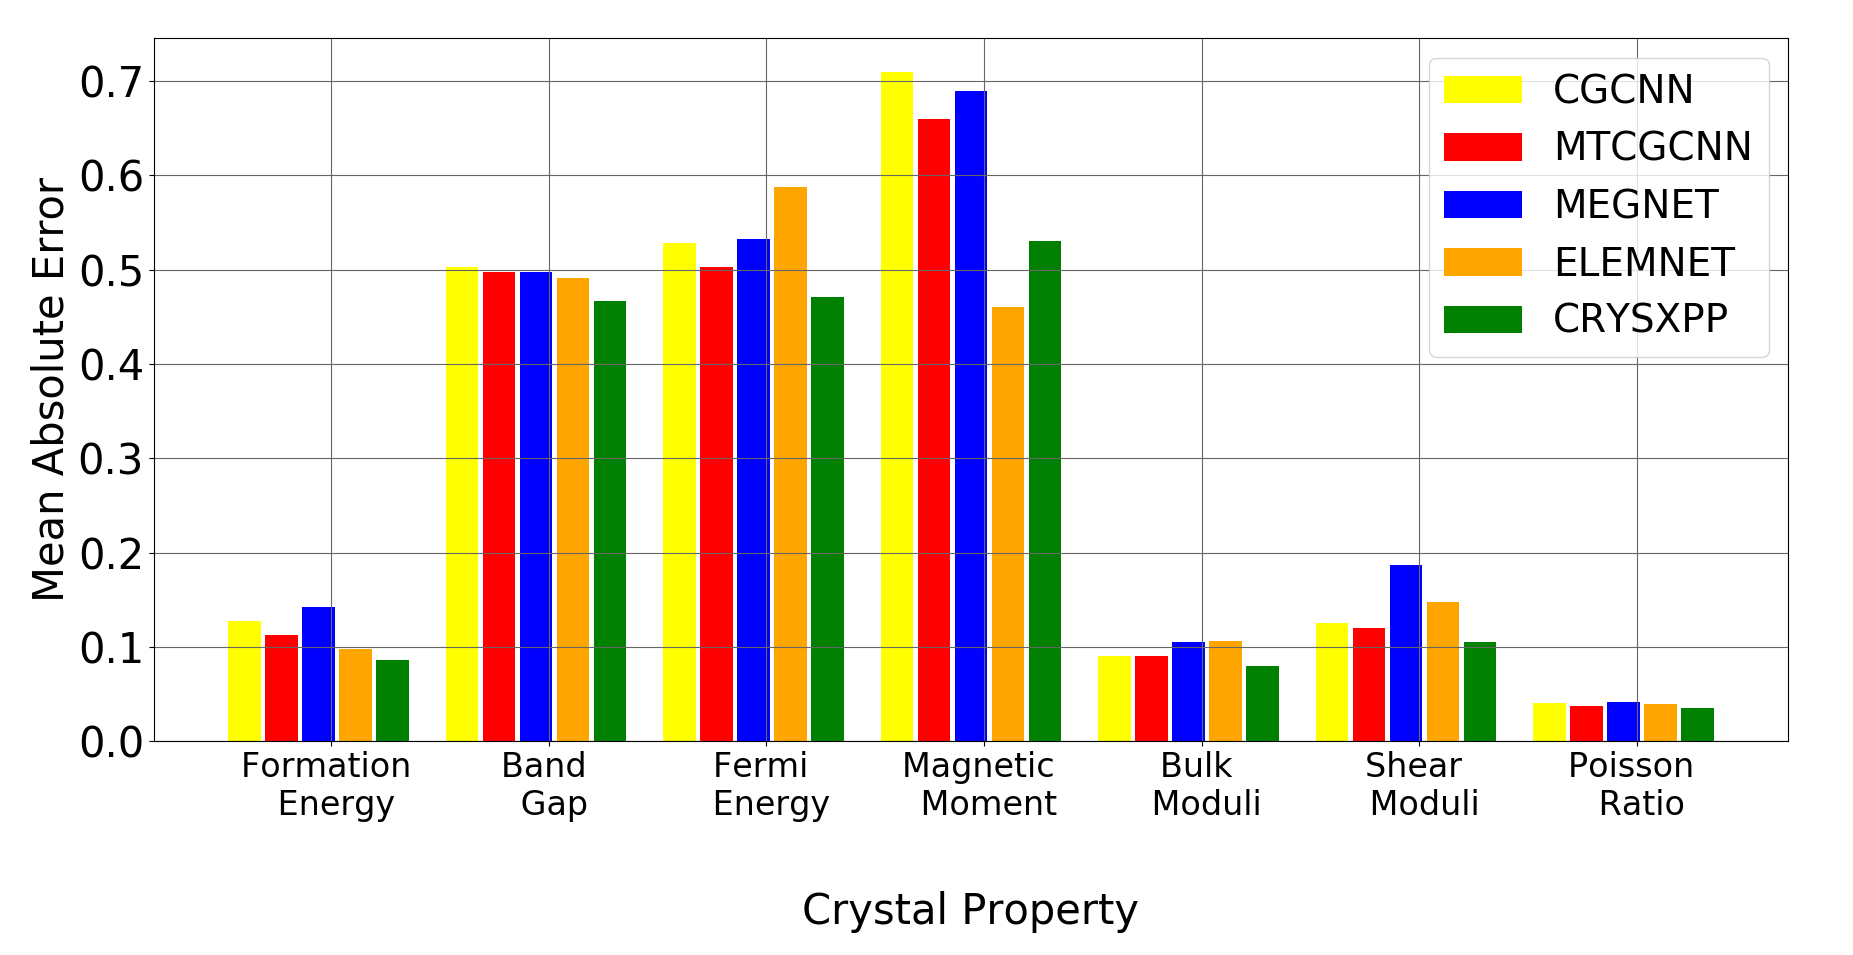 Mean Absolute Error
0.7
0.6
0.5
0.4
0.3
0.2
0.1
0.0
CGCNN
MTCGCNN
MEGNET
ELEMNET
CRYSXPP
Formation
Energy
Band
Gap
Fermi
Energy
Magnetic
Moment
Bulk
Moduli
Shear
Moduli
Poisson
Ratio
Crystal Property